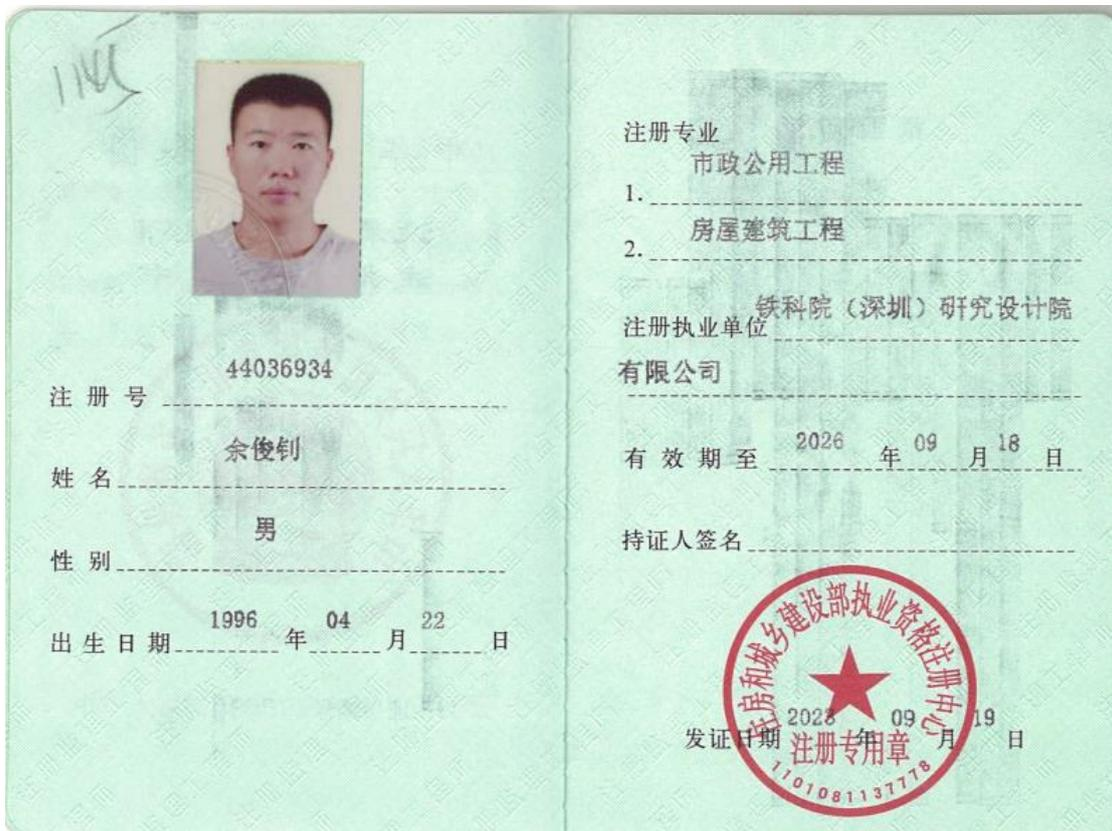 注册号 44036934
姓名 余俊钊
性别 男
出生日期 1996 年 04 月 22 日
注册专业
1. 市政公用工程
2. 房屋建筑工程
注册执业单位 铁科院（深圳）研究设计院
有限公司
有效期至 2026 年 09 月 18 日
持证人签名
住房和城乡建设部执业资格注册中心
发证日期 2023 年 09 月 19 日
注册专用章
1101081137778